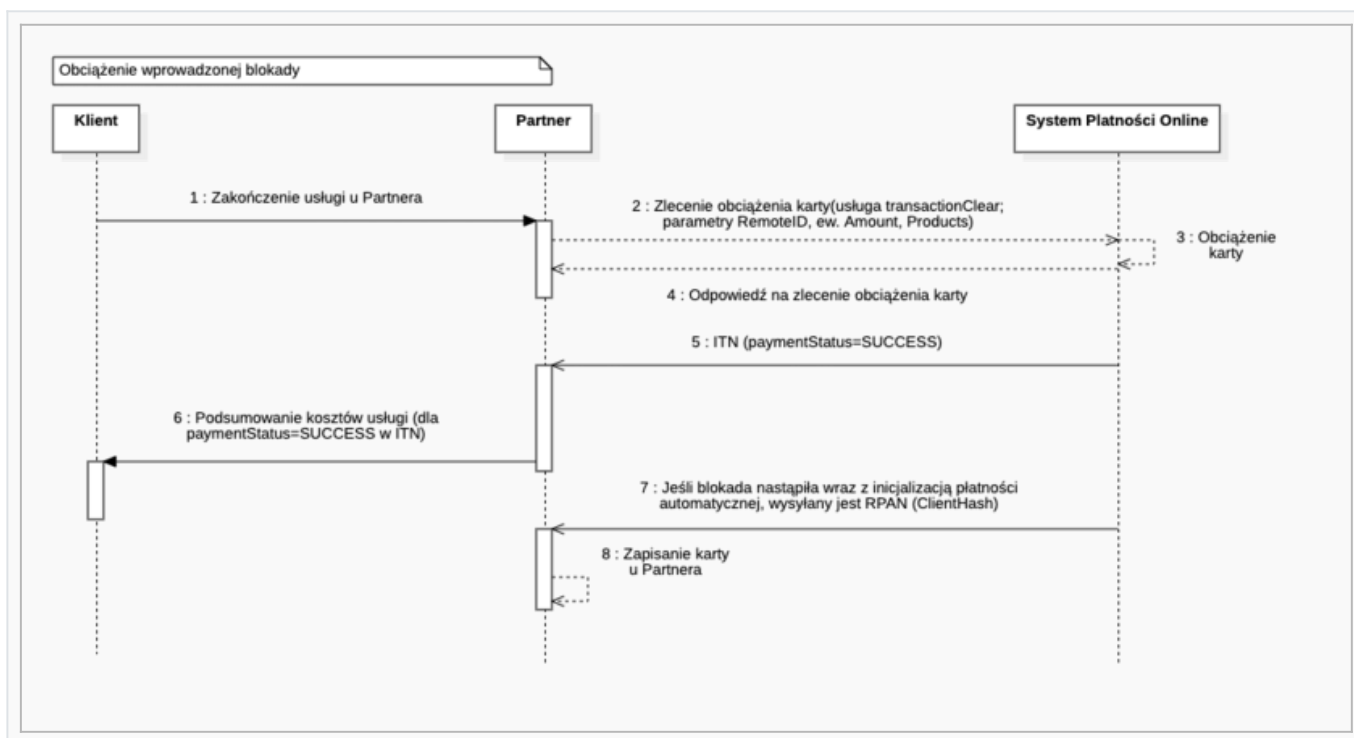 Obciążenie wprowadzonej blokady
Klient
Partner
System Płatności Online
1 : Zakończenie usługi u Partnera
2 : Zlecenie obciążenia karty(usługa transactionClear;
parametry RemoteID, ew. Amount, Products)
3 : Obciążenie
karty
4 : Odpowiedź na zlecenie obciążenia karty
5 : ITN (paymentStatus=SUCCESS)
6 : Podsumowanie kosztów usługi (dla
paymentStatus=SUCCESS w ITN)
7 : Jeśli blokada nastąpiła wraz z inicjalizacją płatności
automatycznej, wysyłany jest RPAN (ClientHash)
8 : Zapisanie karty
u Partnera